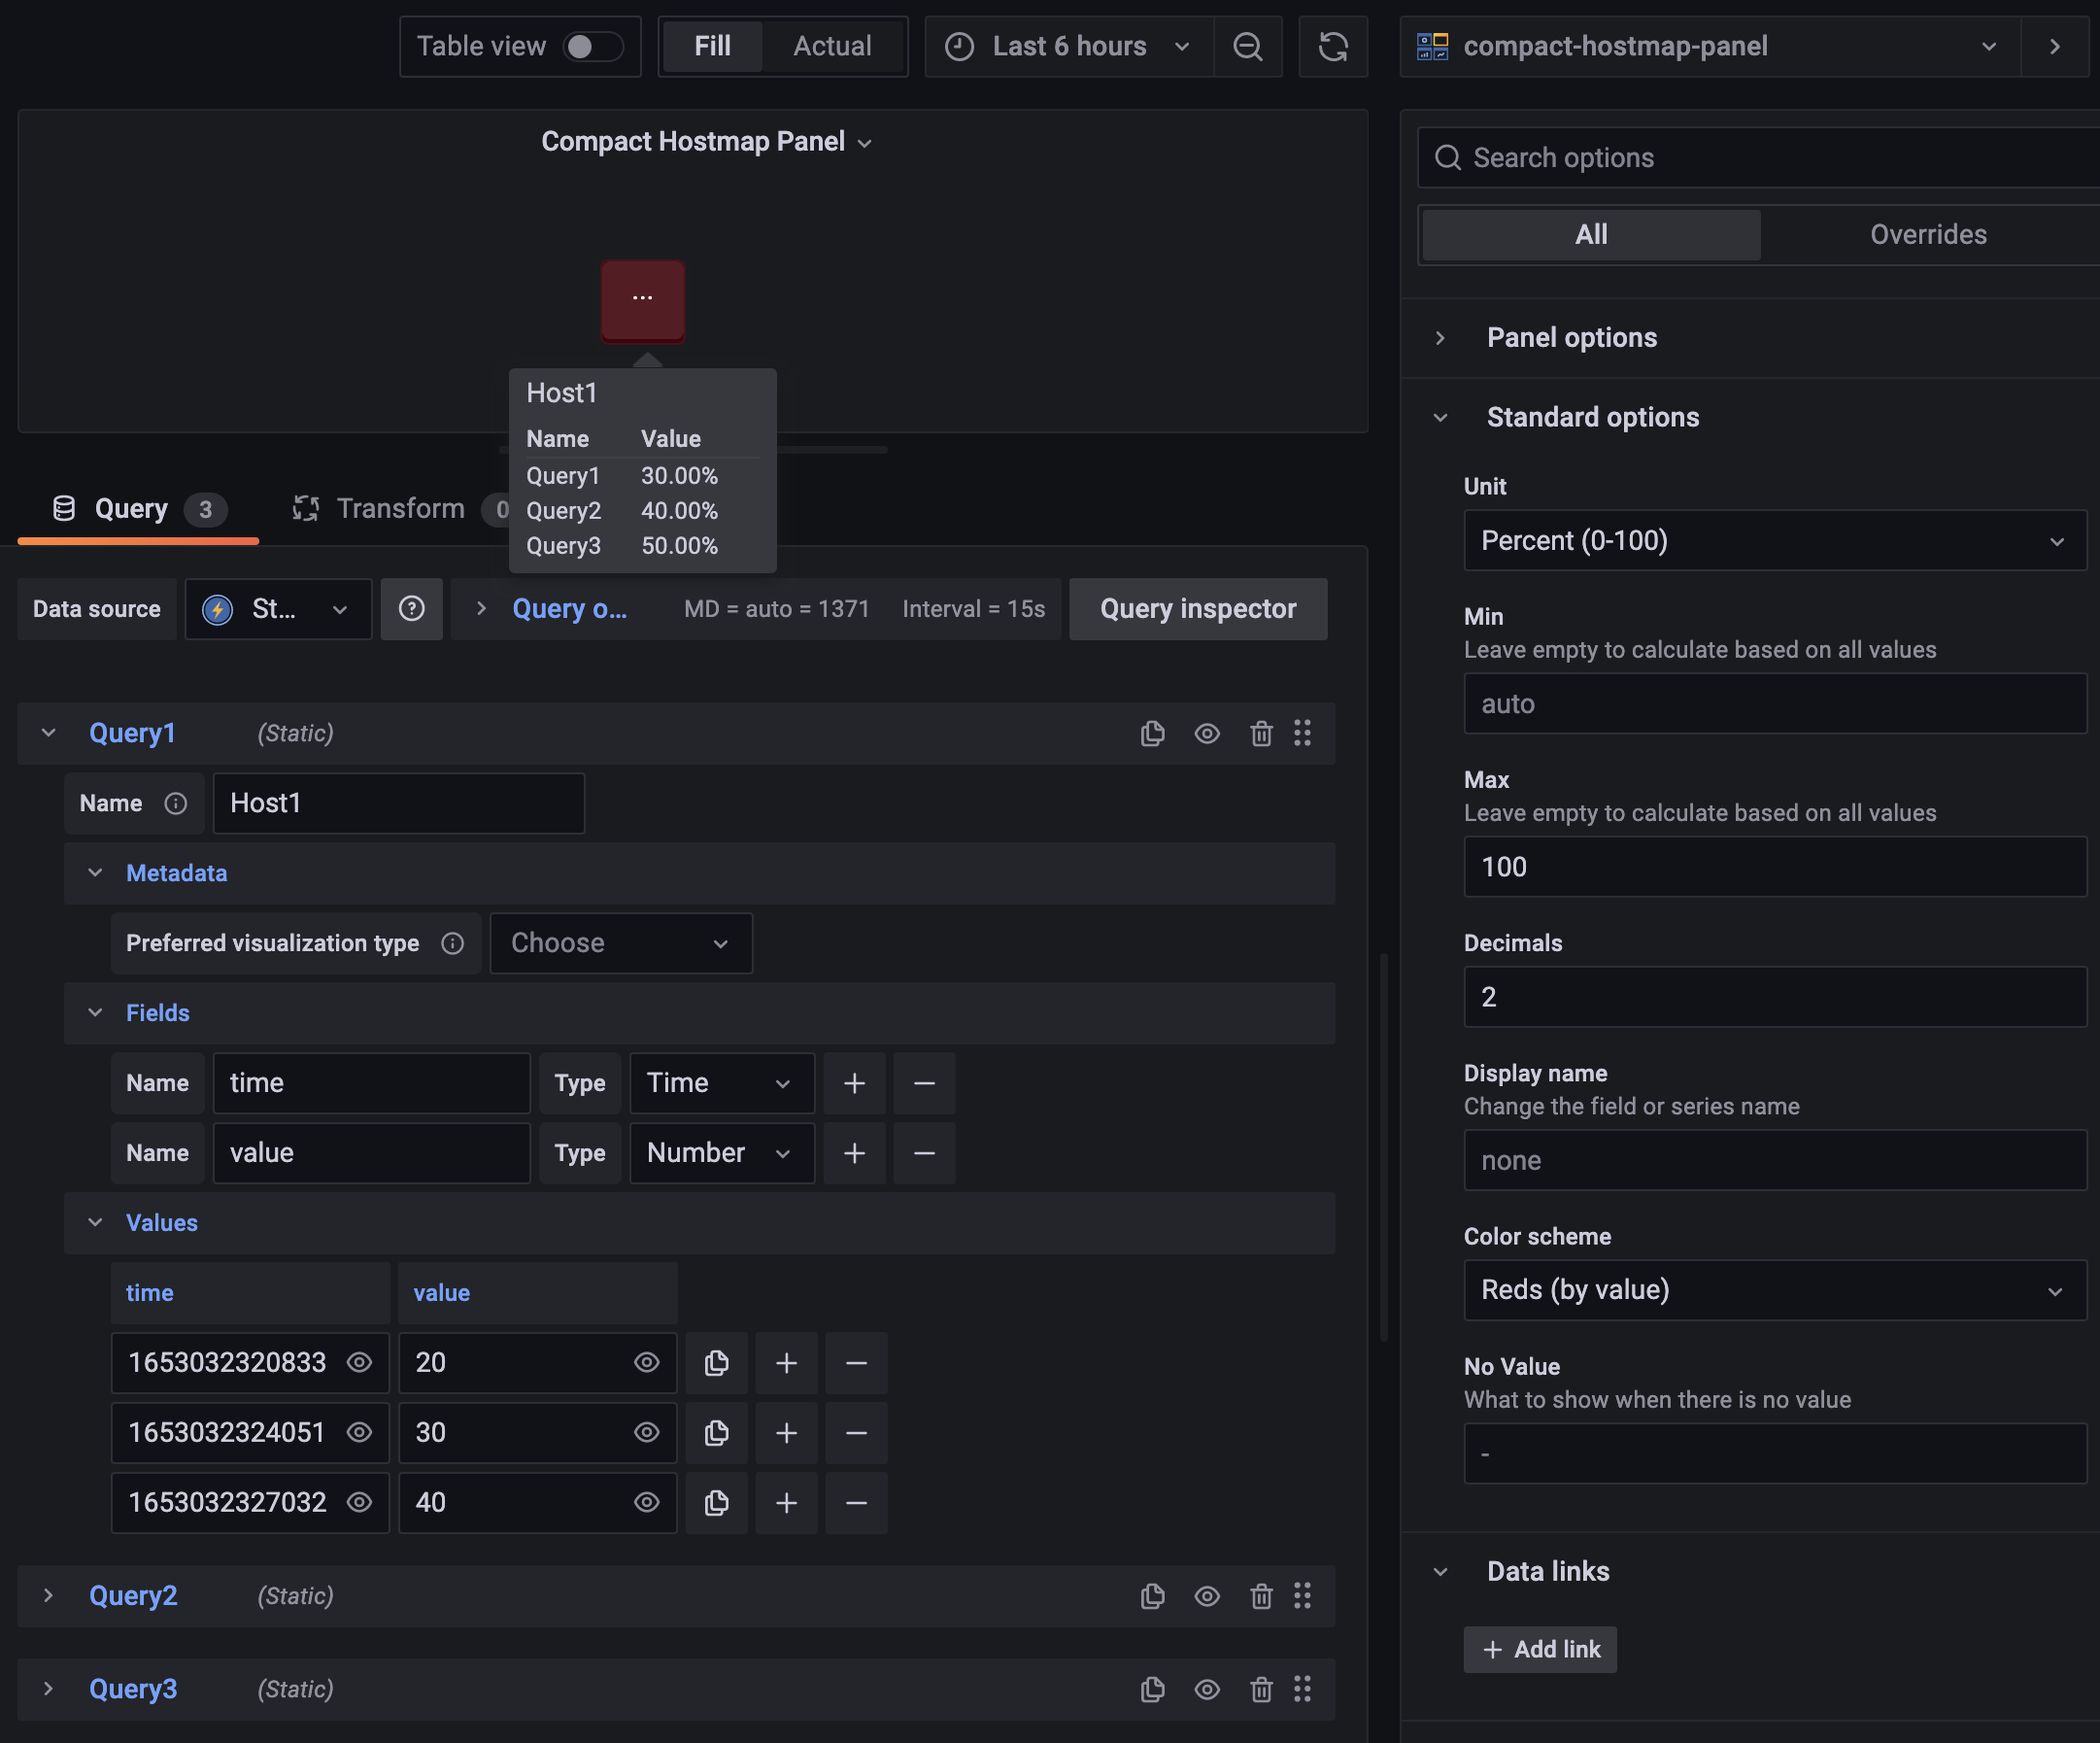 Table view
Fill
Actual
Last 6 hours
compact-hostmap-panel
Compact Hostmap Panel
...
Host1
Name Value
Query1 30.00%
Query2 40.00%
Query3 50.00%
Query 3
Transform 0
Data source
St...
Query o...
MD = auto = 1371
Interval = 15s
Query inspector
Query1 (Static)
Name Host1
Metadata
Preferred visualization type Choose
Fields
Name time Type Time
Name value Type Number
Values
time value
1653032320833 20
1653032324051 30
1653032327032 40
Query2 (Static)
Query3 (Static)
Search options
All
Overrides
Panel options
Standard options
Unit
Percent (0-100)
Min
Leave empty to calculate based on all values
auto
Max
Leave empty to calculate based on all values
100
Decimals
2
Display name
Change the field or series name
none
Color scheme
Reds (by value)
No Value
What to show when there is no value
-
Data links
+ Add link